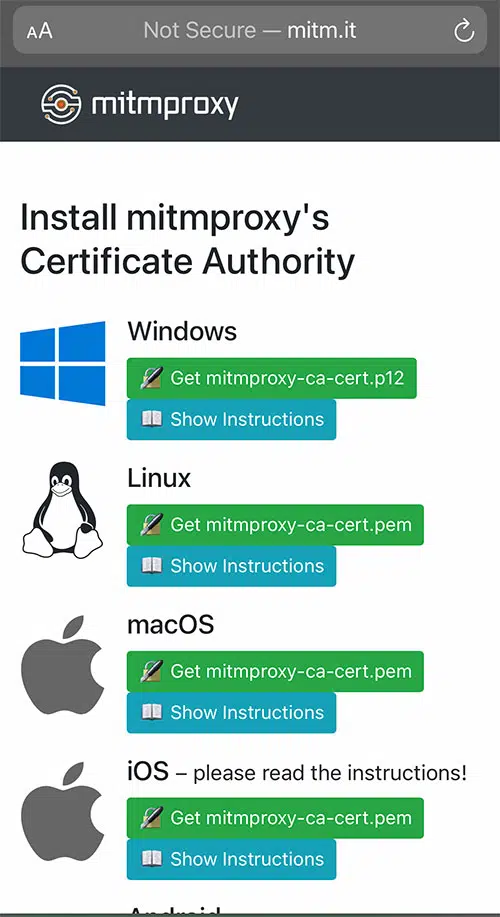 AA Not Secure — mitm.it
mitmproxy
Install mitmproxy's
Certificate Authority
Windows
Get mitmproxy-ca-cert.p12
Show Instructions
Linux
Get mitmproxy-ca-cert.pem
Show Instructions
macOS
Get mitmproxy-ca-cert.pem
Show Instructions
iOS – please read the instructions!
Get mitmproxy-ca-cert.pem
Show Instructions